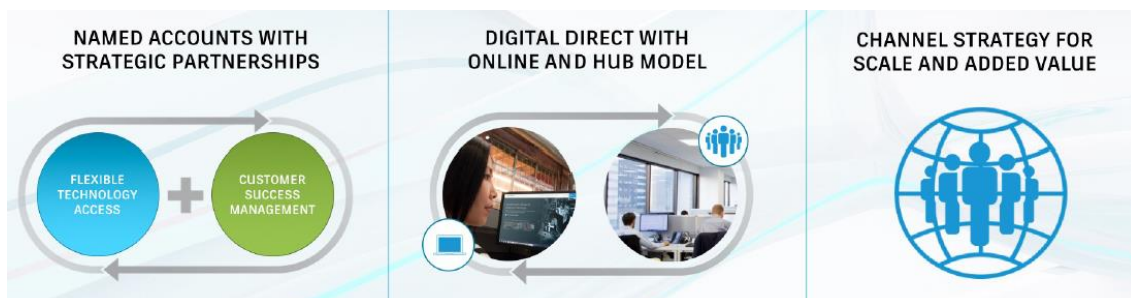 NAMED ACCOUNTS WITH
STRATEGIC PARTNERSHIPS
FLEXIBLE
TECHNOLOGY
ACCESS
CUSTOMER
SUCCESS
MANAGEMENT
DIGITAL DIRECT WITH
ONLINE AND HUB MODEL
CHANNEL STRATEGY FOR
SCALE AND ADDED VALUE